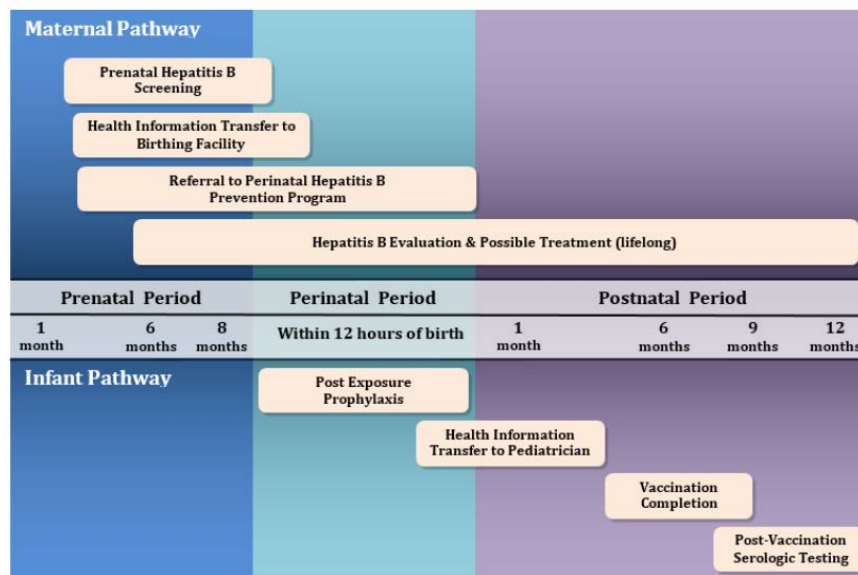 Maternal Pathway
Prenatal Hepatitis B
Screening
Health Information Transfer to
Birthing Facility
Referral to Perinatal Hepatitis B
Prevention Program
Hepatitis B Evaluation & Possible Treatment (lifelong)
Prenatal Period
Perinatal Period
Postnatal Period
1
month
6
months
8
months
Within 12 hours of birth
1
month
6
months
9
months
12
months
Infant Pathway
Post Exposure
Prophylaxis
Health Information
Transfer to Pediatrician
Vaccination
Completion
Post-Vaccination
Serologic Testing